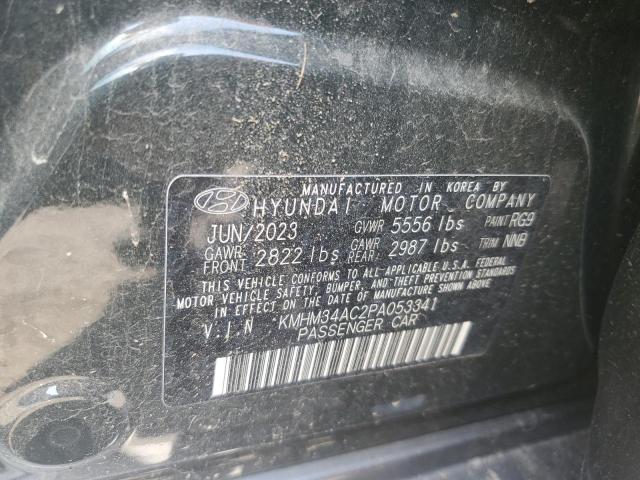 MANUFACTURED IN KOREA BY
HYUNDAI MOTOR COMPANY
JUN/2023 GVWR 5556 lbs PAINT RG9
GAWR FRONT 2822 lbs GAWR REAR: 2987 lbs TRIM NNB
THIS VEHICLE CONFORMS TO ALL APPLICABLE U.S.A. FEDERAL
MOTOR VEHICLE SAFETY, BUMPER, AND THEFT PREVENTION STANDARDS
IN EFFECT ON THE DATE OF MANUFACTURE SHOWN ABOVE.
V.I.N KMHM34AC2PA053341
PASSENGER CAR